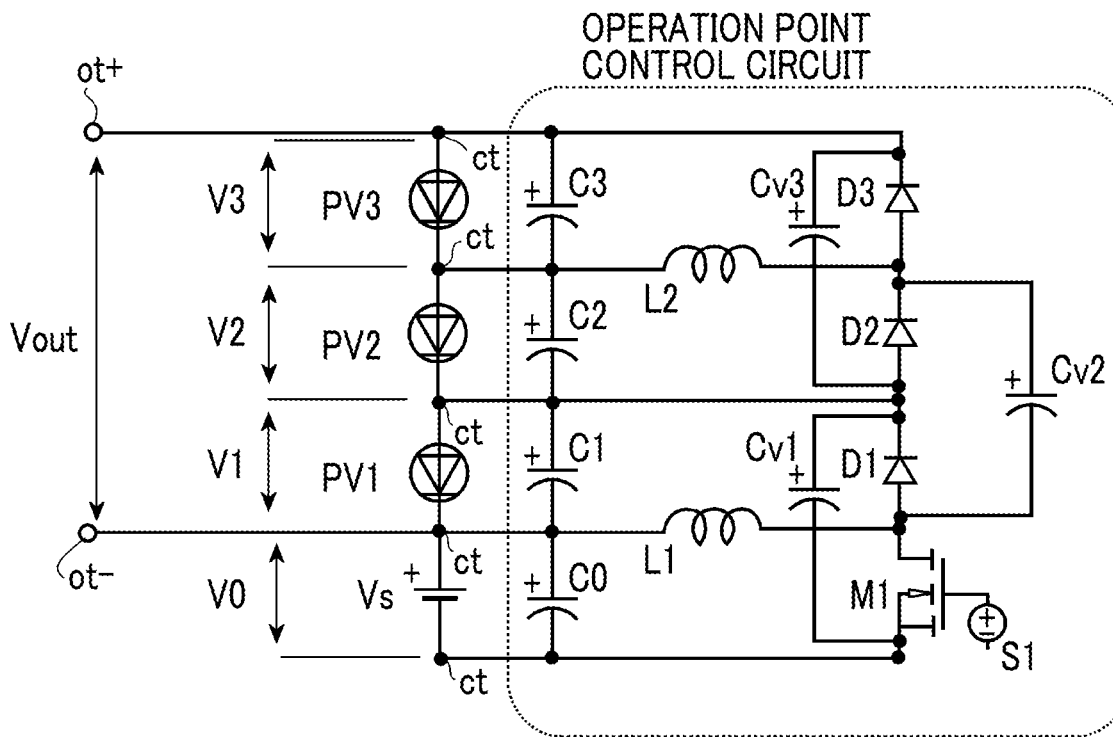 OPERATION POINT
CONTROL CIRCUIT
ot+
ct
V3
PV3
+
C3
Cv3
+
D3
ct
L2
Vout
V2
PV2
+
C2
D2
+
Cv2
ct
V1
PV1
+
C1
Cv1
+
D1
ot-
ct
L1
V0
+
Vs
+
C0
M1
+
−
S1
ct